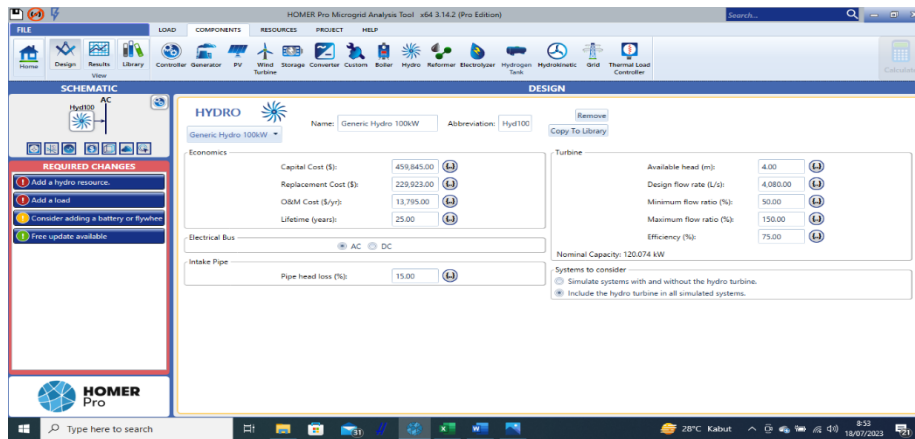 HOMER Pro Microgrid Analysis Tool x64 3.14.2 (Pro Edition)
Search...
FILE
LOAD COMPONENTS RESOURCES PROJECT HELP
Home
Design
Results
Library
View
Controller
Generator
PV
Wind Turbine
Storage
Converter
Custom
Boiler
Hydro
Reformer
Electrolyzer
Hydrogen Tank
Hydrokinetic
Grid
Thermal Load Controller
Calculate
SCHEMATIC
DESIGN
AC
Hyd100
REQUIRED CHANGES
Add a hydro resource.
Add a load
Consider adding a battery or flywhee
Free update available
HOMER
Pro
HYDRO
Generic Hydro 100kW
Name: Generic Hydro 100kW
Abbreviation: Hyd100
Remove
Copy To Library
Economics
Capital Cost ($): 459,845.00 (..)
Replacement Cost ($): 229,923.00 (..)
O&M Cost ($/yr): 13,795.00 (..)
Lifetime (years): 25.00 (..)
Electrical Bus
AC DC
Intake Pipe
Pipe head loss (%): 15.00 (..)
Turbine
Available head (m): 4.00 (..)
Design flow rate (L/s): 4,080.00 (..)
Minimum flow ratio (%): 50.00 (..)
Maximum flow ratio (%): 150.00 (..)
Efficiency (%): 75.00 (..)
Nominal Capacity: 120.074 kW
Systems to consider
Simulate systems with and without the hydro turbine.
Include the hydro turbine in all simulated systems.
Type here to search
31
28°C Kabut
8:53
18/07/2023
21